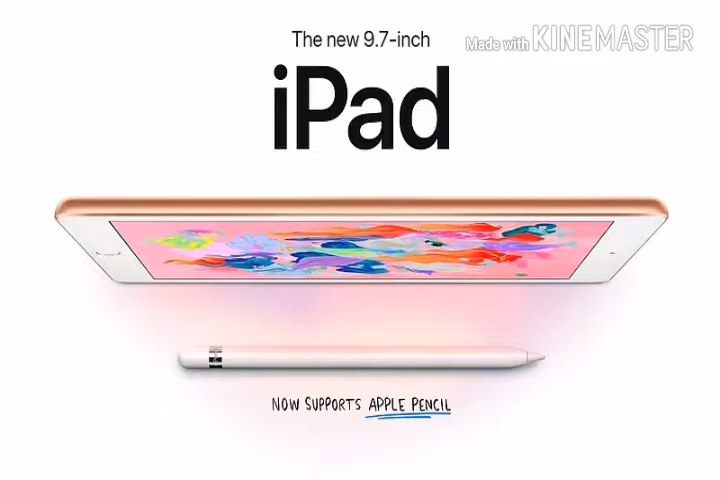 The new 9.7-inch
Made with KINEMASTER
iPad
NOW SUPPORTS APPLE PENCIL